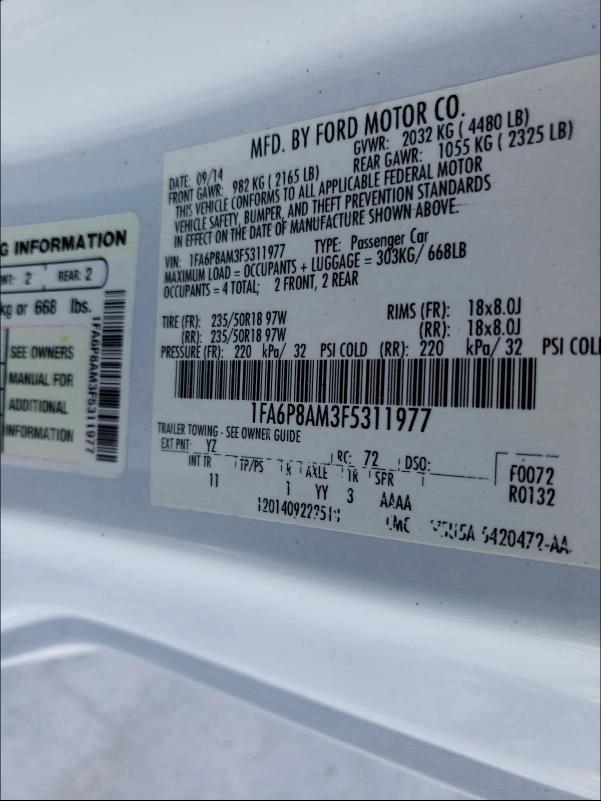 G INFORMATION
NT: 2 REAR: 2
kg or 668 lbs.
SEE OWNERS
MANUAL FOR
ADDITIONAL
INFORMATION
1FA6P8AM3F5311977
MFD. BY FORD MOTOR CO.
DATE: 09/14 GVWR: 2032 KG ( 4480 LB)
FRONT GAWR: 982 KG ( 2165 LB) REAR GAWR: 1055 KG ( 2325 LB)
THIS VEHICLE CONFORMS TO ALL APPLICABLE FEDERAL MOTOR
VEHICLE SAFETY, BUMPER, AND THEFT PREVENTION STANDARDS
IN EFFECT ON THE DATE OF MANUFACTURE SHOWN ABOVE.
VIN: 1FA6P8AM3F5311977 TYPE: Passenger Car
MAXIMUM LOAD = OCCUPANTS + LUGGAGE = 303KG/ 668LB
OCCUPANTS = 4 TOTAL; 2 FRONT, 2 REAR
TIRE (FR): 235/50R18 97W RIMS (FR): 18x8.0J
(RR): 235/50R18 97W (RR): 18x8.0J
PRESSURE (FR): 220 kPa/ 32 PSI COLD (RR): 220 kPa/ 32 PSI COL
1FA6P8AM3F5311977
TRAILER TOWING - SEE OWNER GUIDE
EXT PNT: YZ RC: 72 DSO: F0072
INT TR TP/PS R AXLE TR SPR R0132
11 1 YY 3 AAAA